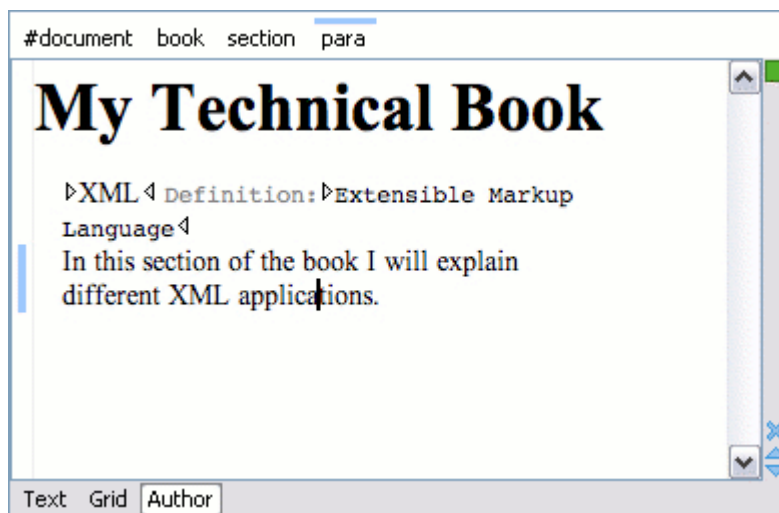 #document book section para
My Technical Book
XML Definition: Extensible Markup
Language
In this section of the book I will explain
different XML applications.
Text Grid Author